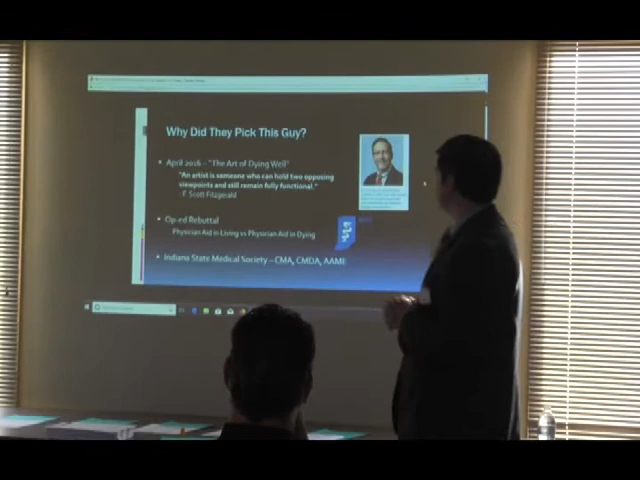 Why Did They Pick This Guy?
• April 2016 - "The Art of Dying Well"
"An artist is someone who can hold two opposing
viewpoints and still remain fully functional."
- F. Scott Fitzgerald
• Op-ed Rebuttal
Physician Aid in Living vs Physician Aid in Dying
• Indiana State Medical Society – CMA, CMDA, AAME